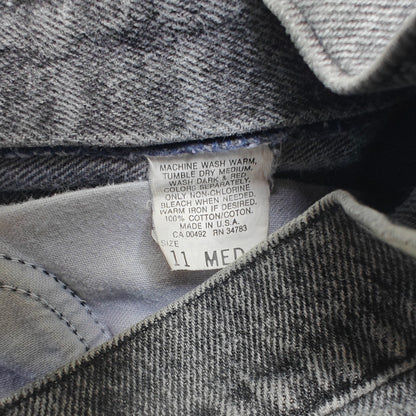 MACHINE WASH WARM,
TUMBLE DRY MEDIUM.
WASH DARK & RED
COLORS SEPARATELY.
ONLY NON-CHLORINE
BLEACH WHEN NEEDED.
WARM IRON IF DESIRED.
100% COTTON/COTON.
MADE IN U.S.A.
CA 00492 RN 34783
SIZE
11 MED